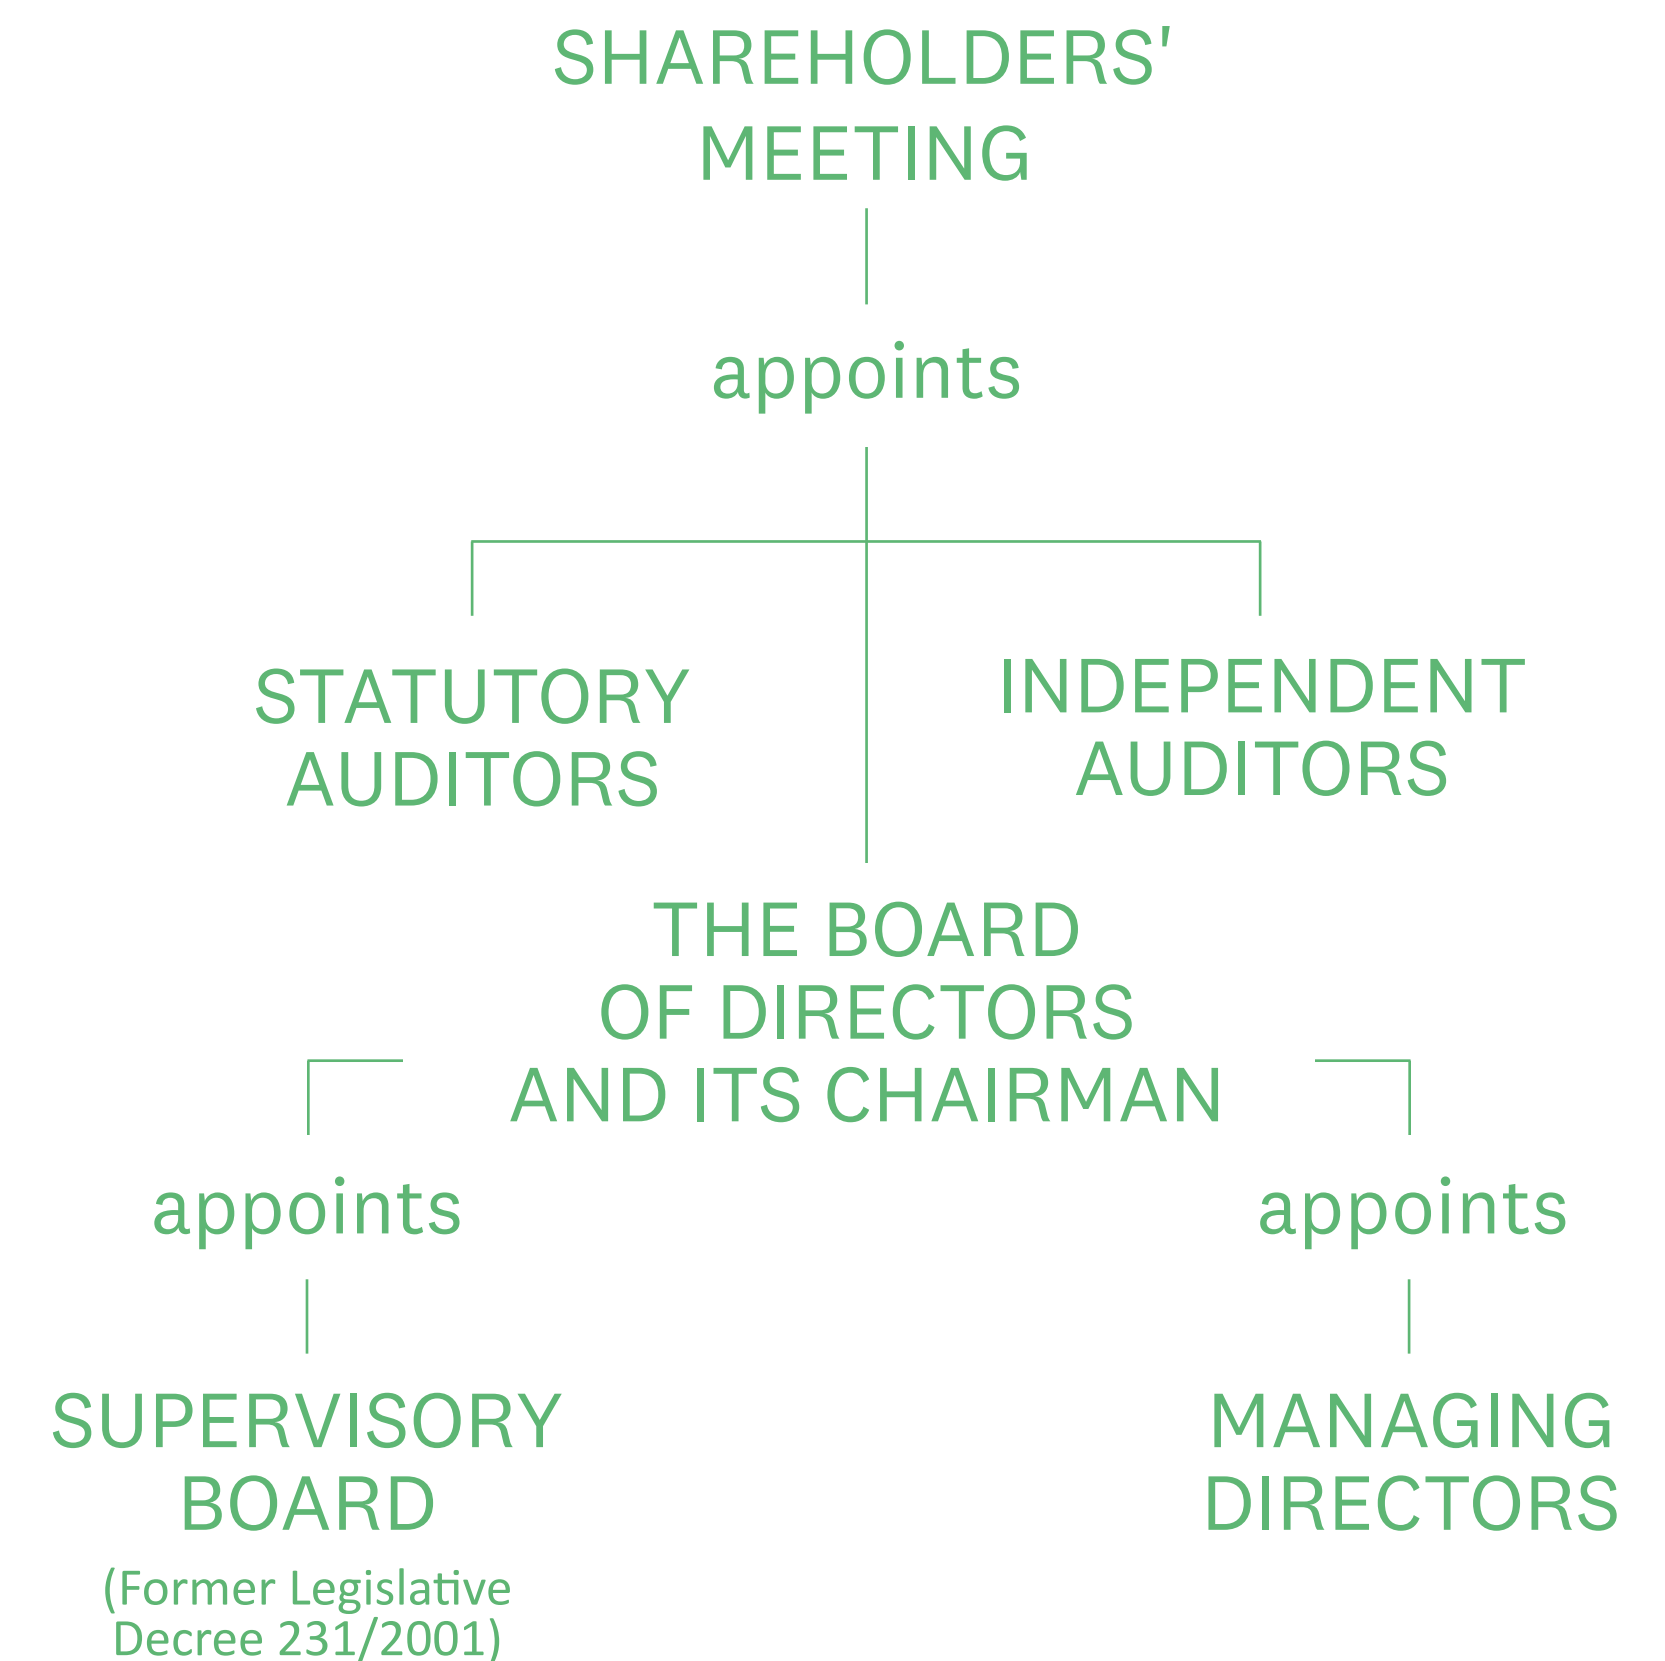 SHAREHOLDERS'
MEETING
appoints
STATUTORY
AUDITORS
INDEPENDENT
AUDITORS
THE BOARD
OF DIRECTORS
AND ITS CHAIRMAN
appoints
appoints
SUPERVISORY
BOARD
(Former Legislative
Decree 231/2001)
MANAGING
DIRECTORS